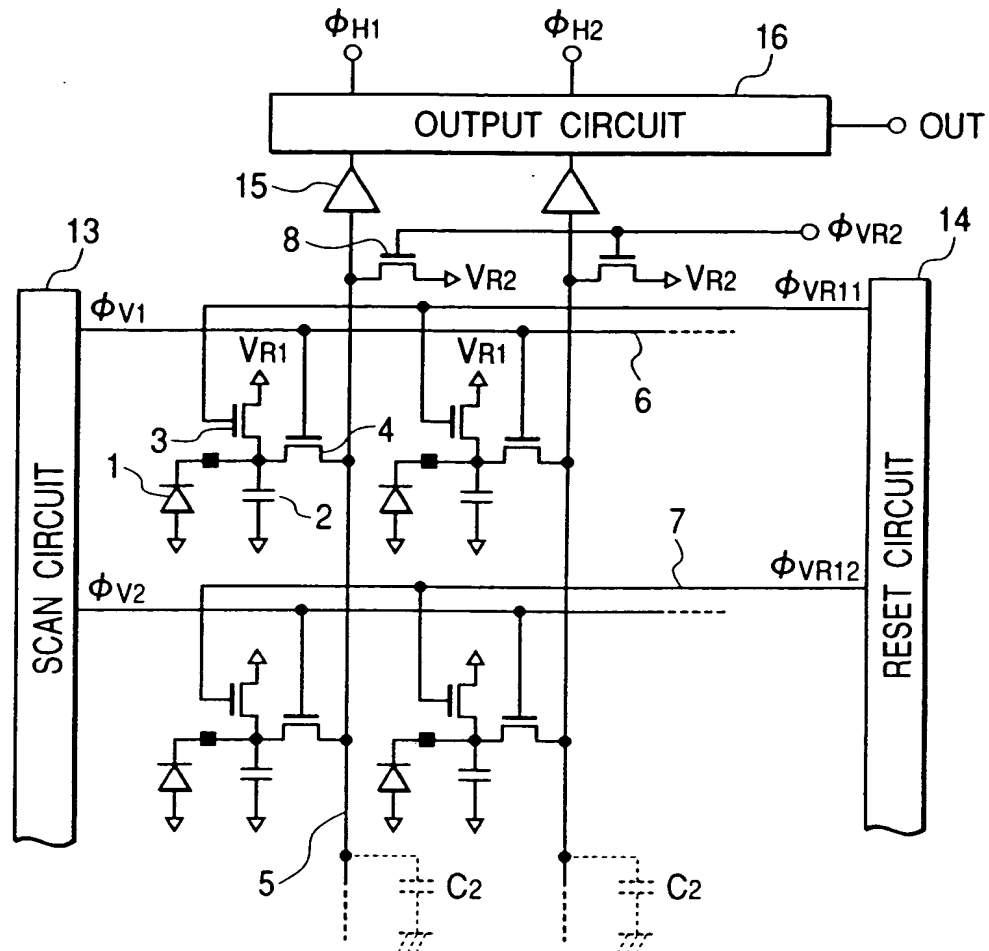 ΦH1
ΦH2
16
OUTPUT CIRCUIT
OUT
15
8
ΦVR2
13
14
VR2
VR2
ΦV1
ΦVR11
VR1
VR1
6
3
4
1
2
7
ΦV2
ΦVR12
SCAN CIRCUIT
RESET CIRCUIT
5
C2
C2